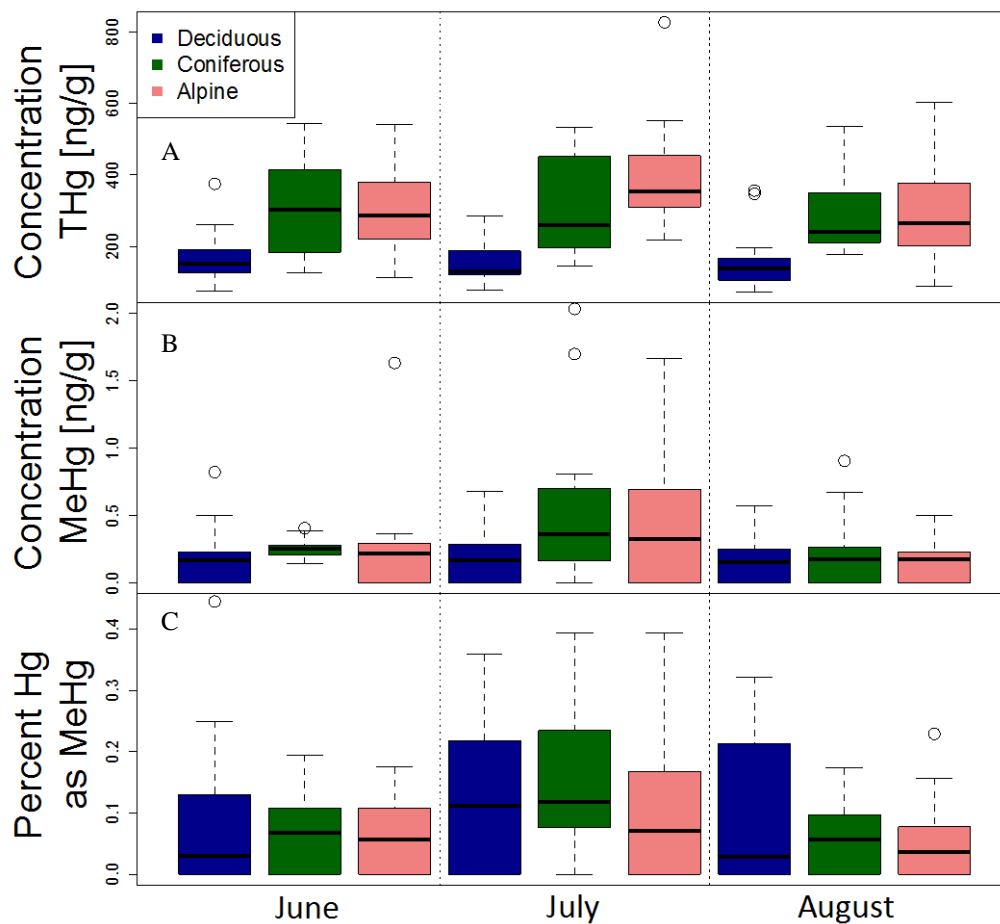 Concentration
THg [ng/g]
800
600
400
200
Deciduous
Coniferous
Alpine
A
Concentration
MeHg [ng/g]
2.0
1.5
1.0
0.5
0.0
B
Percent Hg
as MeHg
0.4
0.3
0.2
0.1
0.0
C
June
July
August